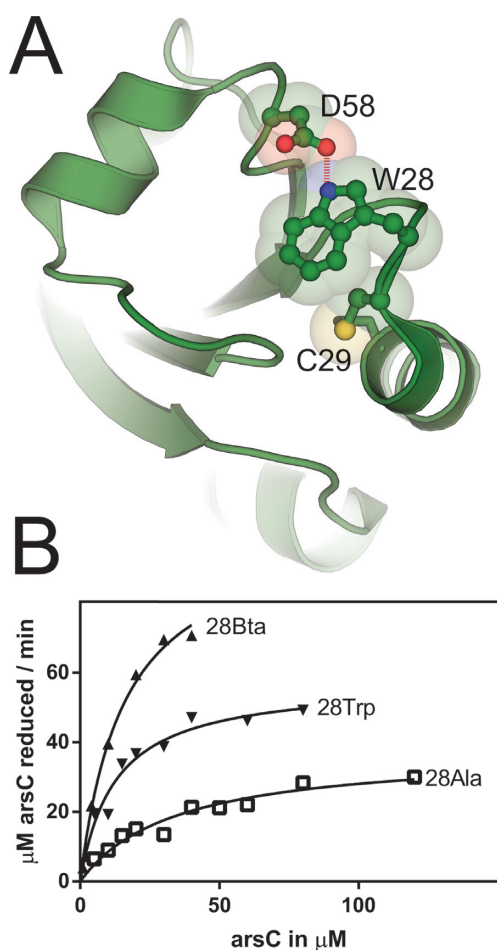 A
D58
W28
C29
B
28Bta
28Trp
28Ala
μM arsC reduced / min
60
40
20
0
0
50
100
arsC in μM